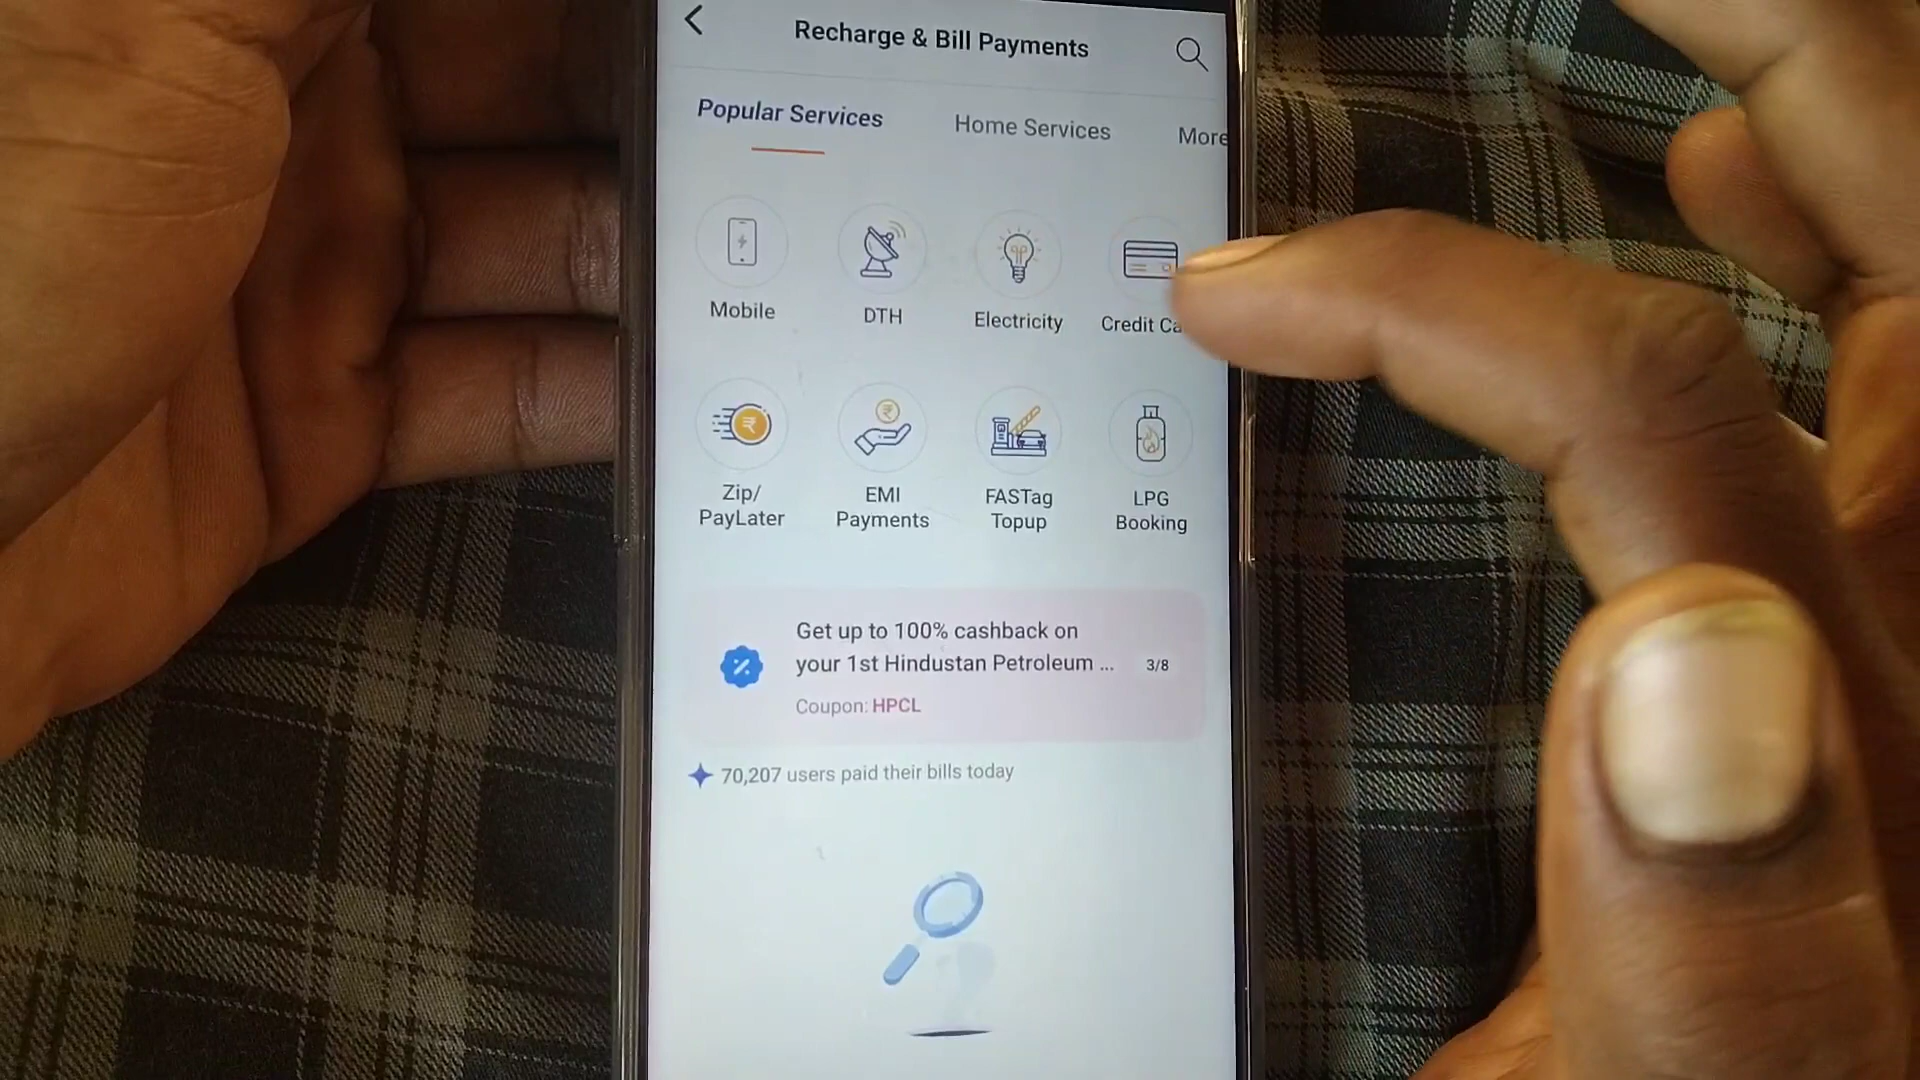 Recharge & Bill Payments
Popular Services
Home Services
More
Mobile
DTH
Electricity
Credit Ca
Zip/
PayLater
EMI
Payments
FASTag
Topup
LPG
Booking
Get up to 100% cashback on
your 1st Hindustan Petroleum ...
3/8
Coupon: HPCL
70,207 users paid their bills today